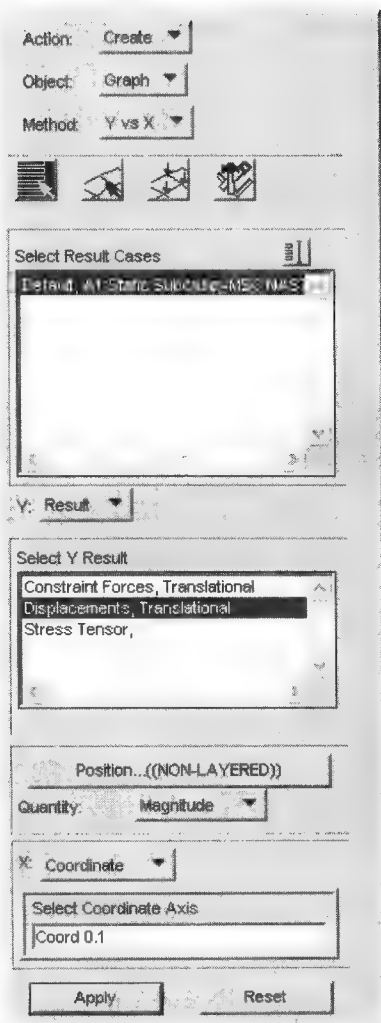 Action: Create
Object: Graph
Method: Y vs X
Select Result Cases
Default, A1:Static Subcase-MSC.NAS
Y: Result
Select Y Result
Constraint Forces, Translational
Displacements, Translational
Stress Tensor,
Position...((NON-LAYERED))
Quantity: Magnitude
X: Coordinate
Select Coordinate Axis
Coord 0.1
Apply Reset